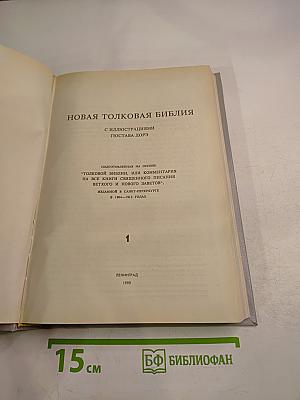 НОВАЯ ТОЛКОВАЯ БИБЛИЯ
С ИЛЛЮСТРАЦИЯМИ
ГЮСТАВА ДОРЭ
ПОДГОТОВЛЕННАЯ НА ОСНОВЕ
"ТОЛКОВОЙ БИБЛИИ, ИЛИ КОММЕНТАРИЯ
НА ВСЕ КНИГИ СВЯЩЕННОГО ПИСАНИЯ
ВЕТХОГО И НОВОГО ЗАВЕТОВ",
ИЗДАННОЙ В САНКТ-ПЕТЕРБУРГЕ
В 1904—1913 ГОДАХ
1
ЛЕНИНГРАД
1990
15 см
БФ БИБЛИОФАН